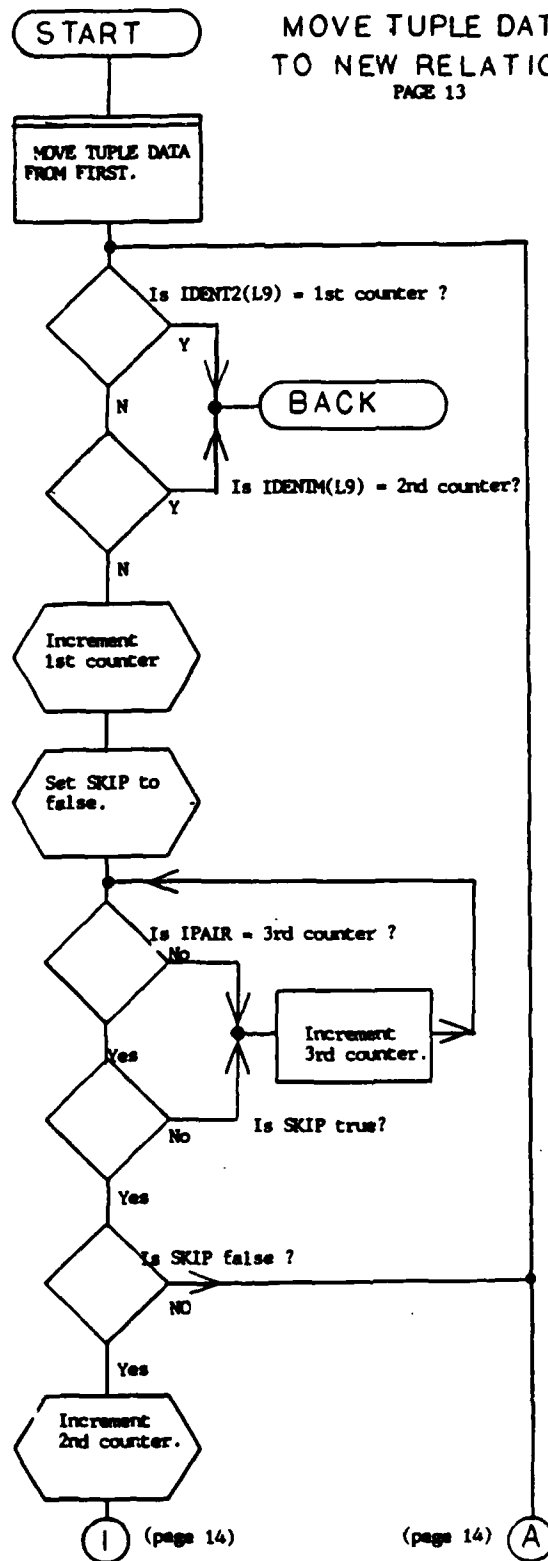 START
MOVE TUPLE DAT
TO NEW RELATIO
PAGE 13
MOVE TUPLE DATA
FROM FIRST.
Is IDENT2(L9) = 1st counter ?
Y
BACK
N
Is IDENTM(L9) = 2nd counter?
Y
N
Increment
1st counter
Set SKIP to
false.
Is IPAIR = 3rd counter ?
No
Increment
3rd counter.
Yes
Is SKIP true?
No
Yes
Is SKIP false ?
NO
Yes
Increment
2nd counter.
1 (page 14)
(page 14) A